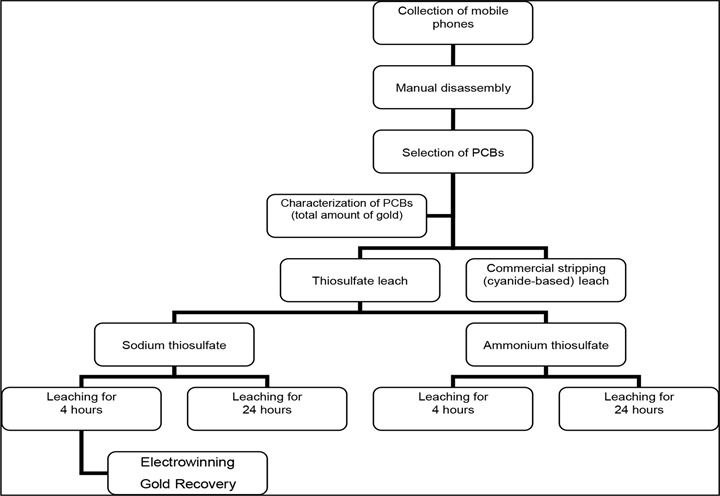 Collection of mobile
phones
Manual disassembly
Selection of PCBs
Characterization of PCBs
(total amount of gold)
Thiosulfate leach
Commercial stripping
(cyanide-based) leach
Sodium thiosulfate
Ammonium thiosulfate
Leaching for
4 hours
Leaching for
24 hours
Leaching for
4 hours
Leaching for
24 hours
Electrowinning
Gold Recovery